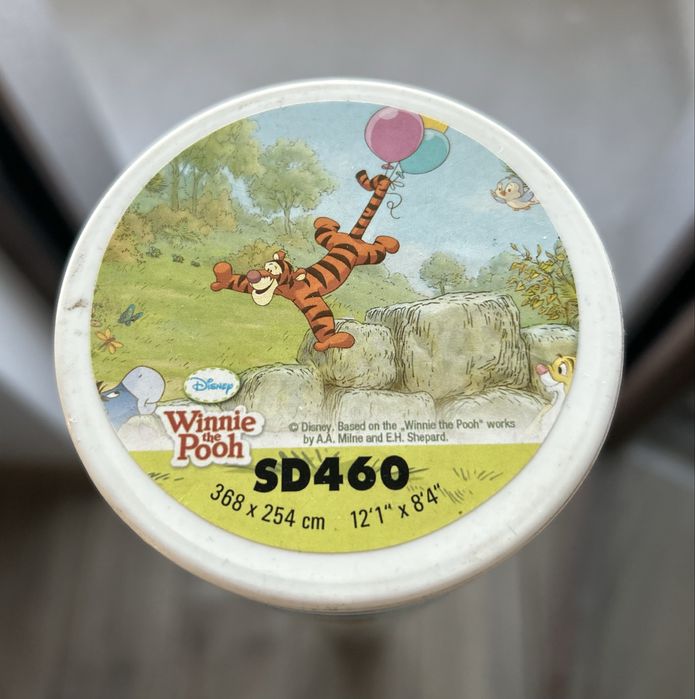 Disney
Winnie
the
Pooh
© Disney. Based on the „Winnie the Pooh" works
by A.A. Milne and E.H. Shepard.
SD460
368 x 254 cm 12'1" x 8'4"